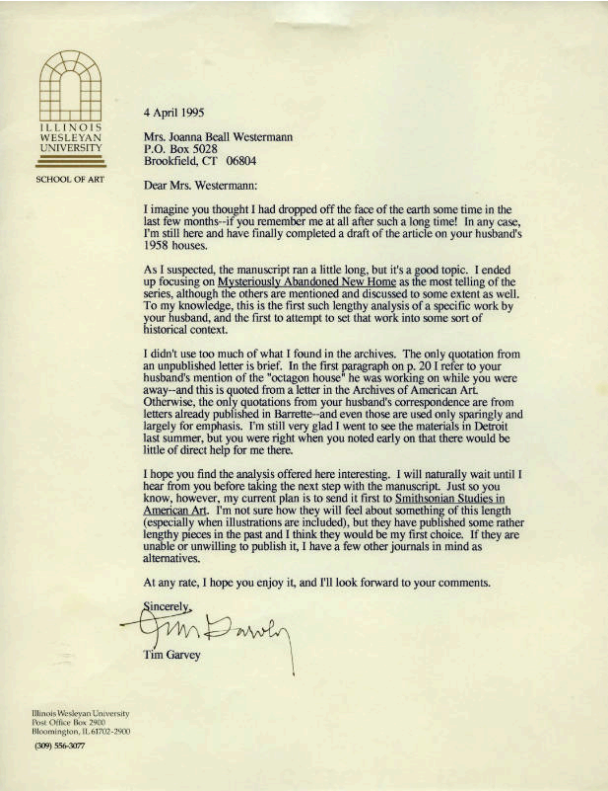 ILLINOIS
WESLEYAN
UNIVERSITY
SCHOOL OF ART
4 April 1995
Mrs. Joanna Beall Westermann
P.O. Box 5028
Brookfield, CT 06804
Dear Mrs. Westermann:
I imagine you thought I had dropped off the face of the earth some time in the
last few months--if you remember me at all after such a long time! In any case,
I'm still here and have finally completed a draft of the article on your husband's
1958 houses.
As I suspected, the manuscript ran a little long, but it's a good topic. I ended
up focusing on Mysteriously Abandoned New Home as the most telling of the
series, although the others are mentioned and discussed to some extent as well.
To my knowledge, this is the first such lengthy analysis of a specific work by
your husband, and the first to attempt to set that work into some sort of
historical context.
I didn't use too much of what I found in the archives. The only quotation from
an unpublished letter is brief. In the first paragraph on p. 20 I refer to your
husband's mention of the "octagon house" he was working on while you were
away--and this is quoted from a letter in the Archives of American Art.
Otherwise, the only quotations from your husband's correspondence are from
letters already published in Barrette--and even those are used only sparingly and
largely for emphasis. I'm still very glad I went to see the materials in Detroit
last summer, but you were right when you noted early on that there would be
little of direct help for me there.
I hope you find the analysis offered here interesting. I will naturally wait until I
hear from you before taking the next step with the manuscript. Just so you
know, however, my current plan is to send it first to Smithsonian Studies in
American Art. I'm not sure how they will feel about something of this length
(especially when illustrations are included), but they have published some rather
lengthy pieces in the past and I think they would be my first choice. If they are
unable or unwilling to publish it, I have a few other journals in mind as
alternatives.
At any rate, I hope you enjoy it, and I'll look forward to your comments.
Sincerely,
Tim Garvey
Tim Garvey
Illinois Wesleyan University
Post Office Box 2900
Bloomington, IL 61702-2900
(309) 556-3077